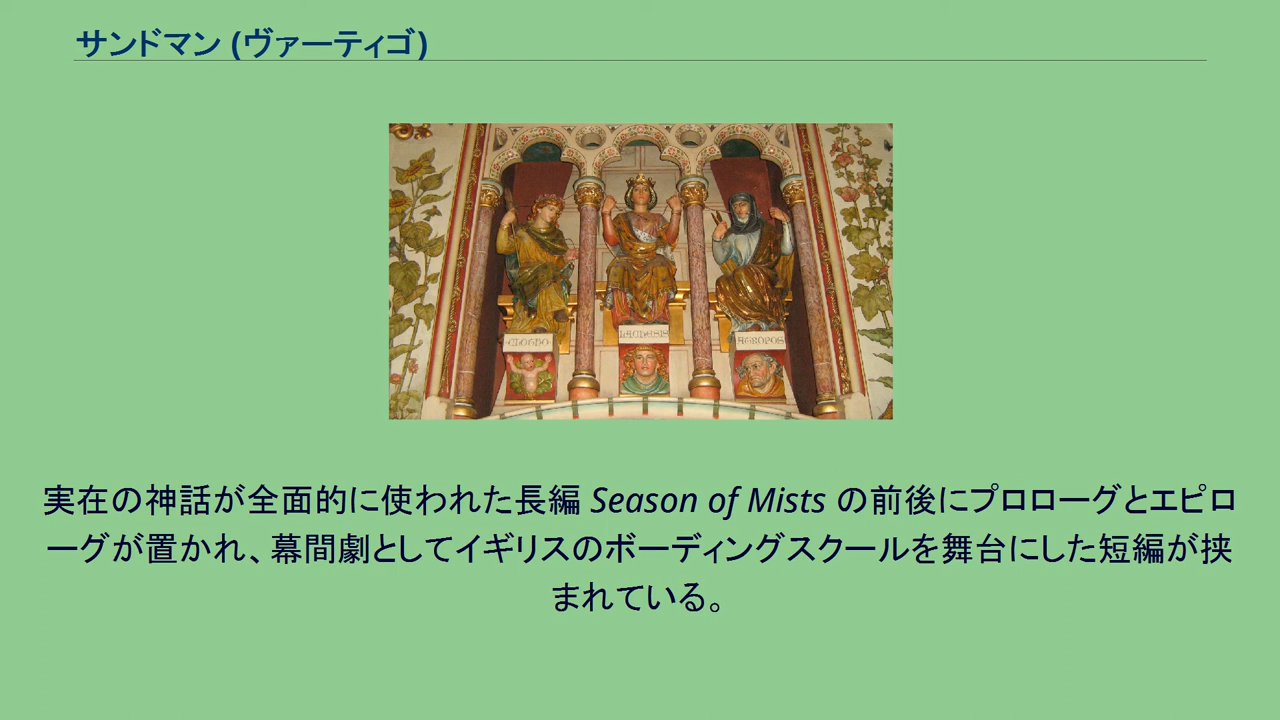 サンドマン (ヴァーティゴ)
CLOTHO
LACHESIS
ATROPOS
実在の神話が全面的に使われた長編 Season of Mists の前後にプロローグとエピロ
ーグが置かれ、幕間劇としてイギリスのボーディングスクールを舞台にした短編が挟
まれている。